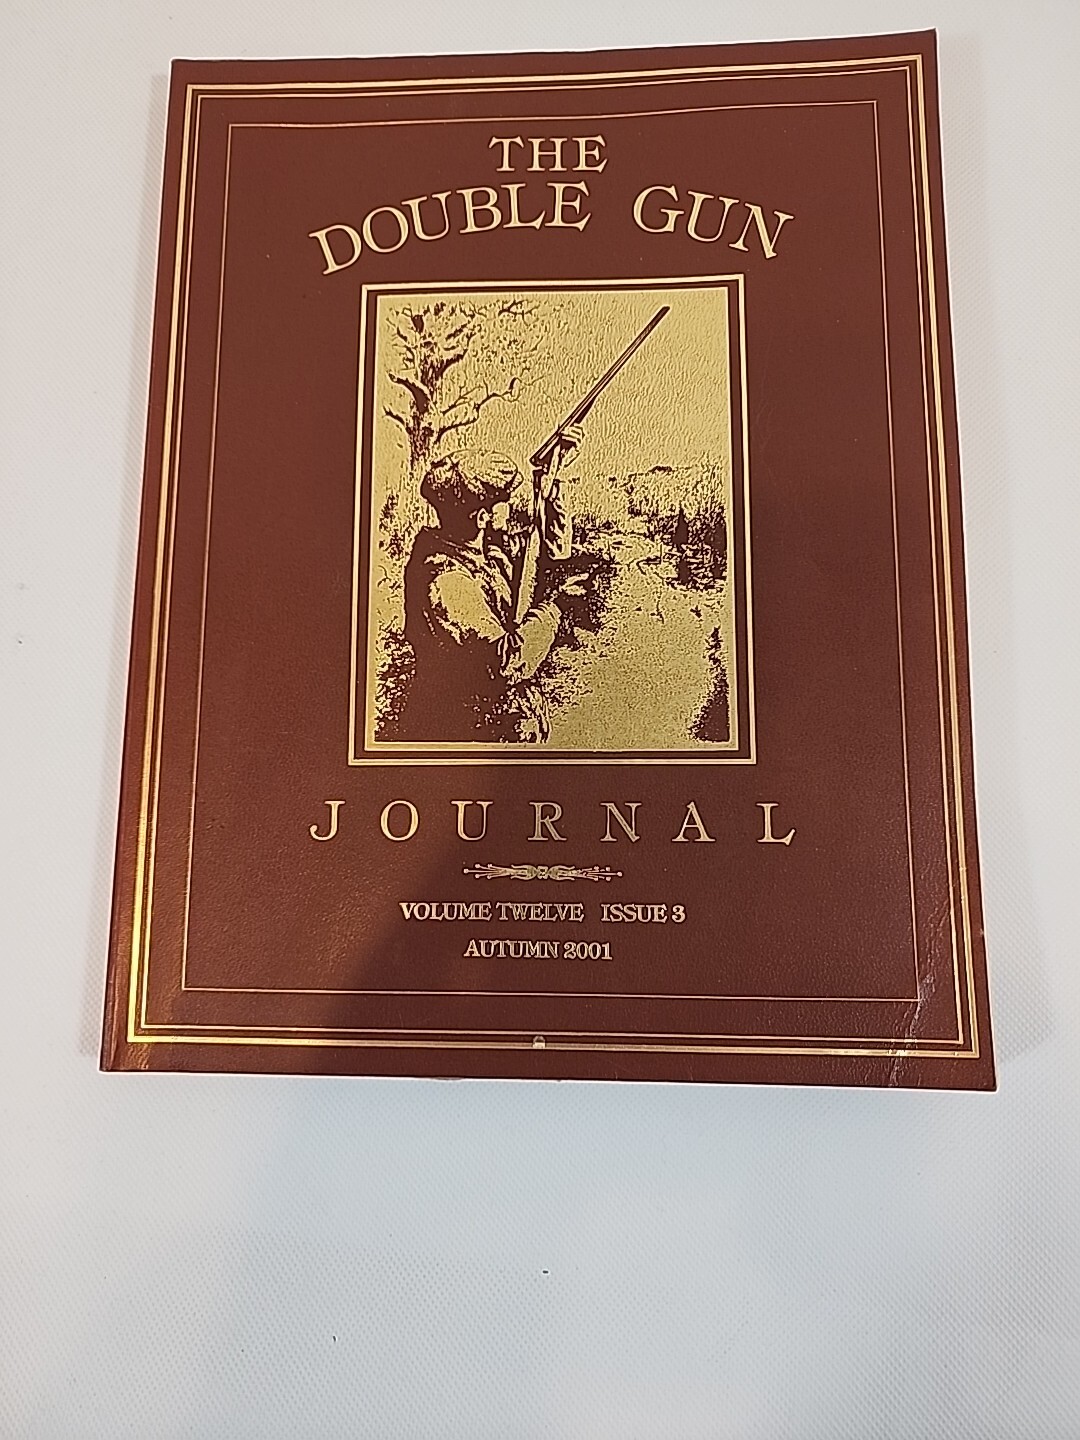 THE
DOUBLE GUN
JOURNAL
VOLUME TWELVE ISSUE 3
AUTUMN 2001